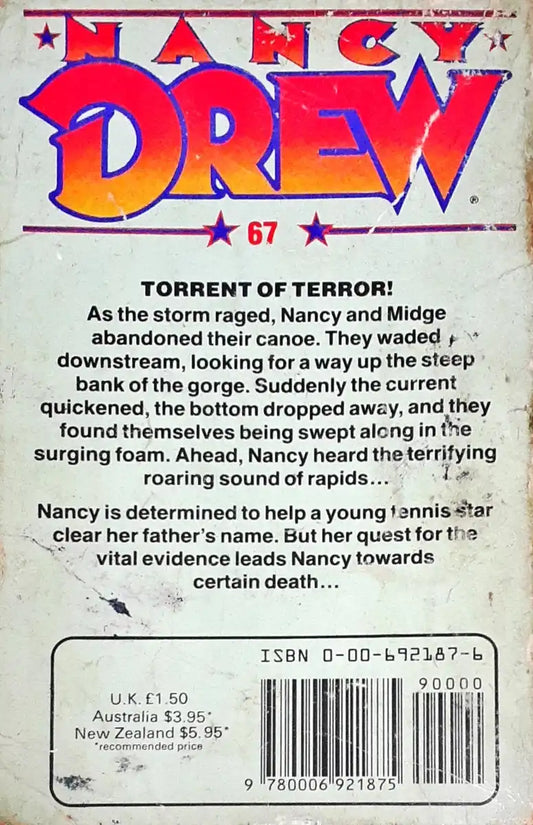 NANCY
DREW®
67
TORRENT OF TERROR!
As the storm raged, Nancy and Midge
abandoned their canoe. They waded
downstream, looking for a way up the steep
bank of the gorge. Suddenly the current
quickened, the bottom dropped away, and they
found themselves being swept along in the
surging foam. Ahead, Nancy heard the terrifying
roaring sound of rapids...
Nancy is determined to help a young tennis star
clear her father's name. But her quest for the
vital evidence leads Nancy towards
certain death...
ISBN 0-00-692187-6
90000
U.K. £1.50
Australia $3.95*
New Zealand $5.95*
*recommended price
9 780006 921875